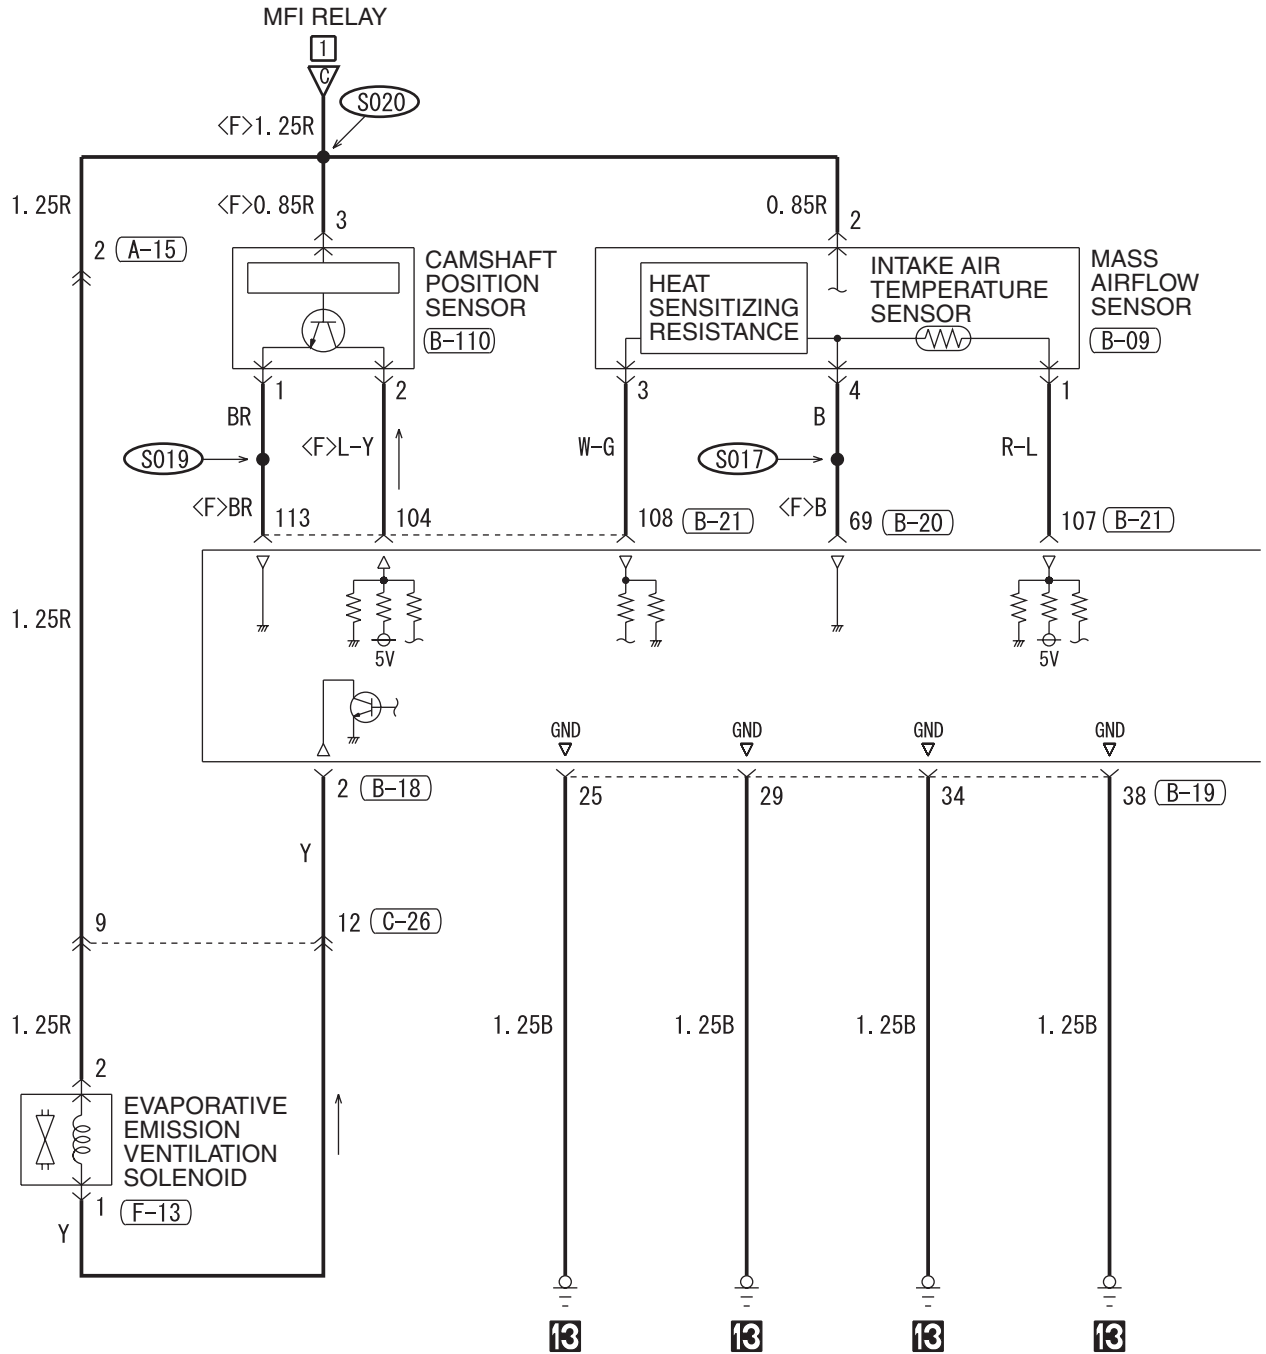 MFI RELAY
1
C
S020
<F>1.25R
1.25R
<F>0.85R
3
0.85R
2
2
A-15
CAMSHAFT
POSITION
SENSOR
B-110
HEAT
SENSITIZING
RESISTANCE
INTAKE AIR
TEMPERATURE
SENSOR
MASS
AIRFLOW
SENSOR
B-09
1
2
3
4
1
BR
<F>L-Y
W-G
B
R-L
S019
S017
<F>BR
113
104
108
B-21
<F>B
69
B-20
107
B-21
1.25R
5V
5V
GND
GND
GND
GND
2
B-18
25
29
34
38
B-19
Y
9
12
C-26
1.25R
1.25B
1.25B
1.25B
1.25B
2
EVAPORATIVE
EMISSION
VENTILATION
SOLENOID
1
F-13
Y
13
13
13
13